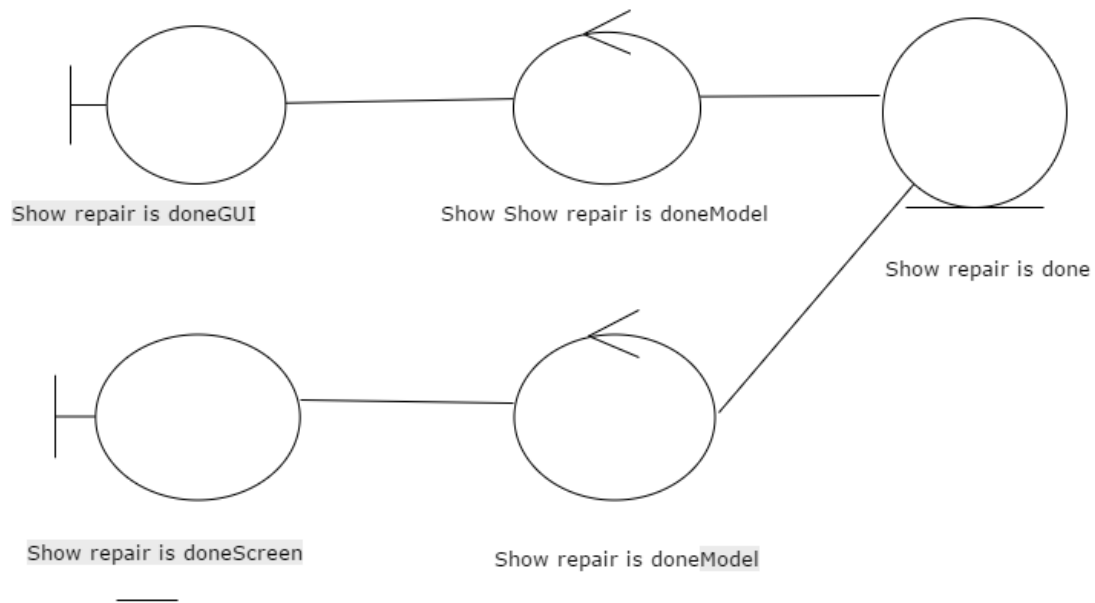 Show repair is doneGUI
Show Show repair is doneModel
Show repair is done
Show repair is doneScreen
Show repair is doneModel